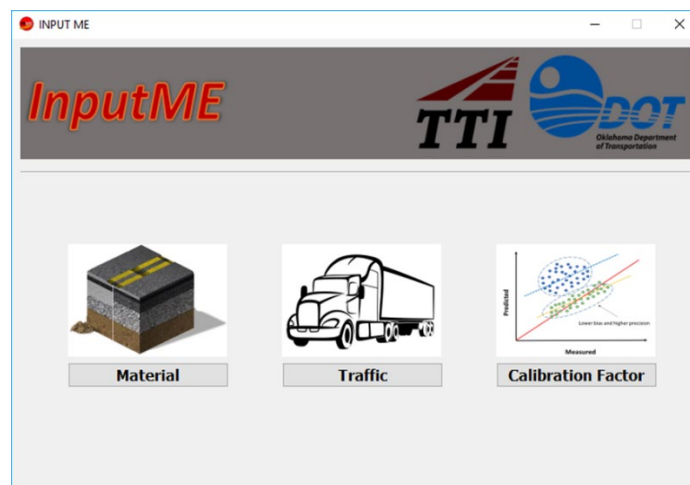 INPUT ME
InputME
TTI
DOT
Oklahoma Department
of Transportation
Predicted
Lower bias and higher precision
Measured
Material
Traffic
Calibration Factor